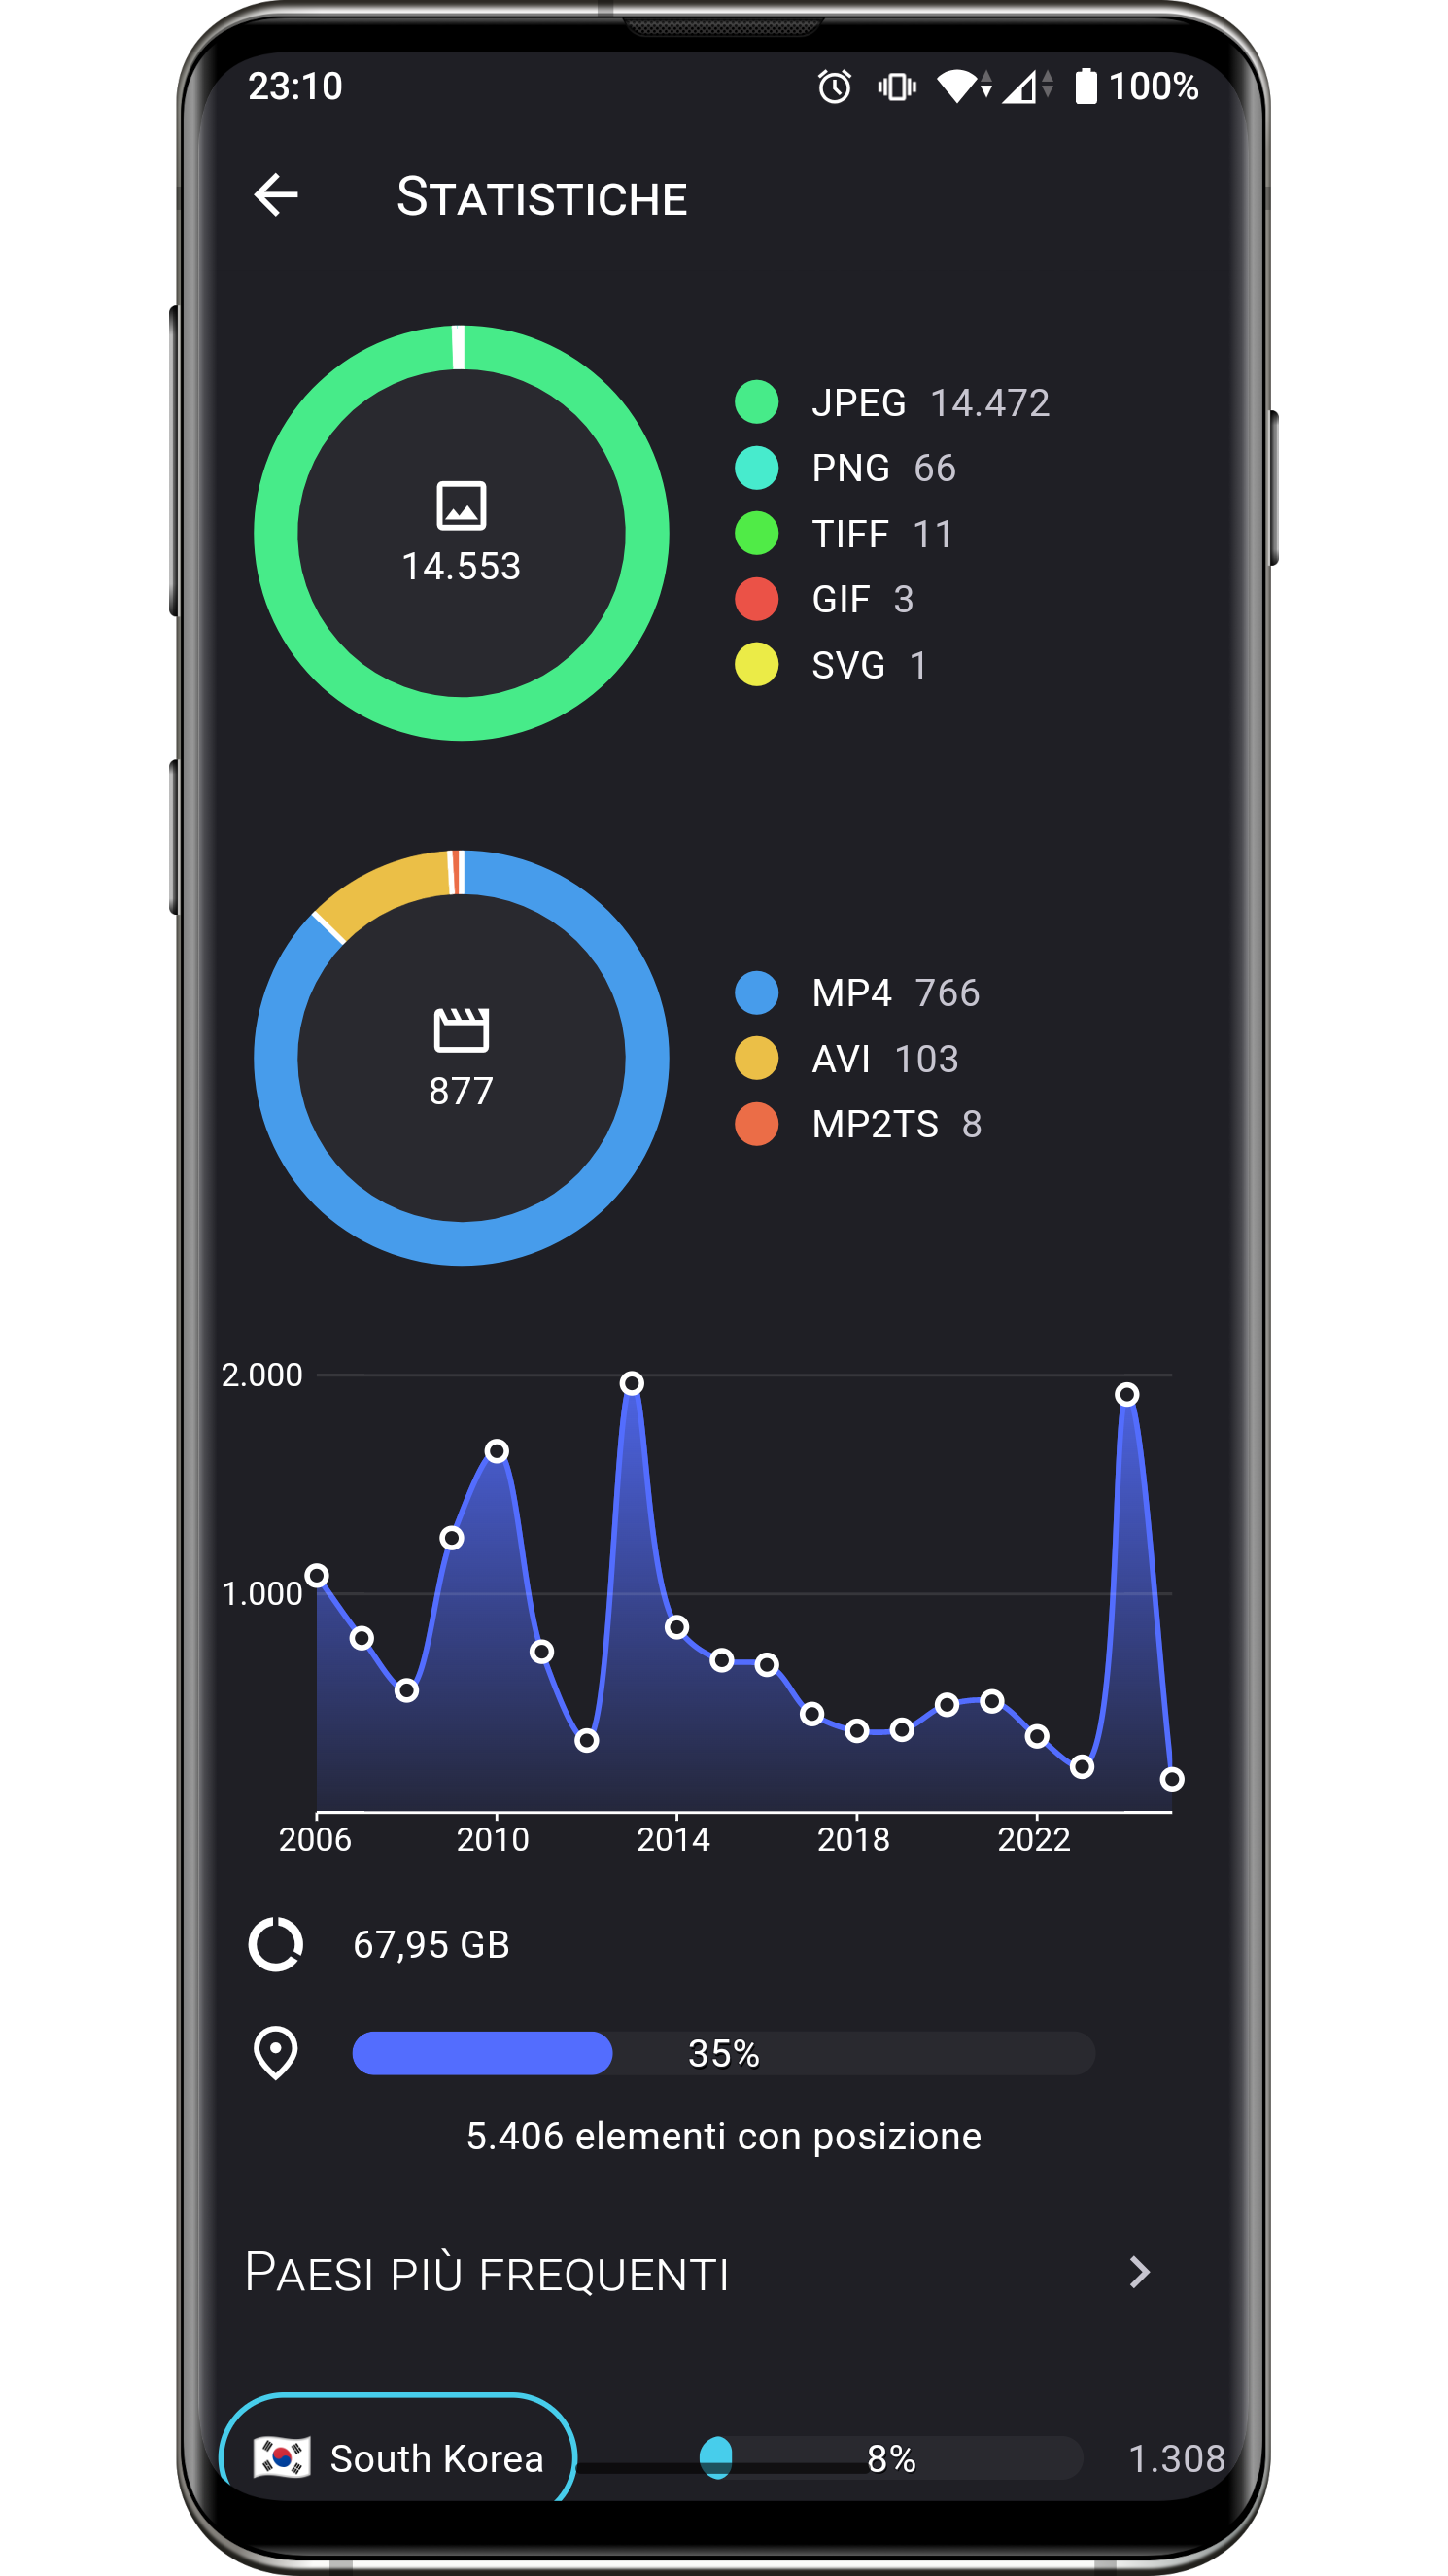 23:10 100%
STATISTICHE
JPEG 14.472
PNG 66
TIFF 11
GIF 3
SVG 1
14.553
MP4 766
AVI 103
MP2TS 8
877
2.000
1.000
2006 2010 2014 2018 2022
67,95 GB
35%
5.406 elementi con posizione
PAESI PIÙ FREQUENTI
South Korea 8% 1.308